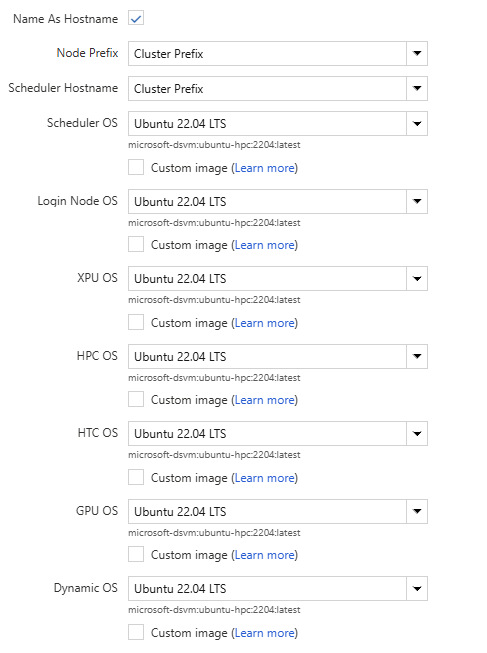 Name As Hostname
Node Prefix Cluster Prefix
Scheduler Hostname Cluster Prefix
Scheduler OS Ubuntu 22.04 LTS
microsoft-dsvm:ubuntu-hpc:2204:latest
Custom image (Learn more)
Login Node OS Ubuntu 22.04 LTS
microsoft-dsvm:ubuntu-hpc:2204:latest
Custom image (Learn more)
XPU OS Ubuntu 22.04 LTS
microsoft-dsvm:ubuntu-hpc:2204:latest
Custom image (Learn more)
HPC OS Ubuntu 22.04 LTS
microsoft-dsvm:ubuntu-hpc:2204:latest
Custom image (Learn more)
HTC OS Ubuntu 22.04 LTS
microsoft-dsvm:ubuntu-hpc:2204:latest
Custom image (Learn more)
GPU OS Ubuntu 22.04 LTS
microsoft-dsvm:ubuntu-hpc:2204:latest
Custom image (Learn more)
Dynamic OS Ubuntu 22.04 LTS
microsoft-dsvm:ubuntu-hpc:2204:latest
Custom image (Learn more)